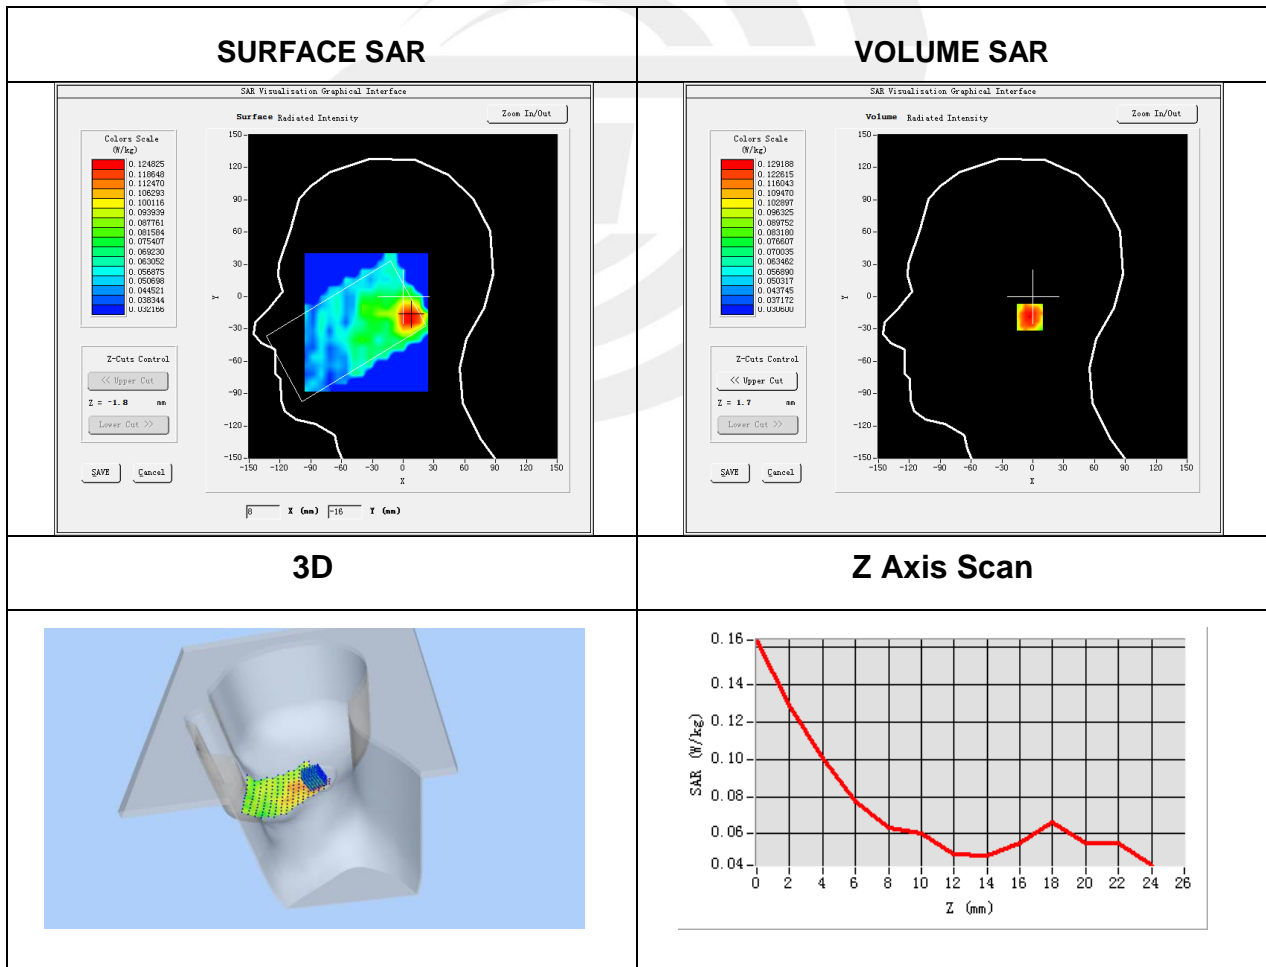 SURFACE SAR
VOLUME SAR
SAR Visualisation Graphical Interface
Surface Radiated Intensity
Zoom In/Out
Colors Scale
(W/kg)
0.124825
0.118648
0.112470
0.106293
0.100116
0.093939
0.087761
0.081584
0.075407
0.069230
0.063052
0.056875
0.050698
0.044521
0.038344
0.032166
150
120
90
60
30
0
-30
-60
-90
-120
-150
Y
-150 -120 -90 -60 -30 0 30 60 90 120 150
X
Z-Cuts Control
<< Upper Cut
Z = -1.8 mm
Lower Cut >>
SAVE Cancel
8 X (mm) -16 Y (mm)
SAR Visualisation Graphical Interface
Volume Radiated Intensity
Zoom In/Out
Colors Scale
(W/kg)
0.129188
0.122615
0.116043
0.109470
0.102897
0.096325
0.089752
0.083180
0.076607
0.070035
0.063462
0.056890
0.050317
0.043745
0.037172
0.030600
150
120
90
60
30
0
-30
-60
-90
-120
-150
Y
-150 -120 -90 -60 -30 0 30 60 90 120 150
X
Z-Cuts Control
<< Upper Cut
Z = 1.7 mm
Lower Cut >>
SAVE Cancel
3D
Z Axis Scan
0.16
0.14
0.12
0.10
0.08
0.06
0.04
SAR (W/kg)
0 2 4 6 8 10 12 14 16 18 20 22 24 26
Z (mm)